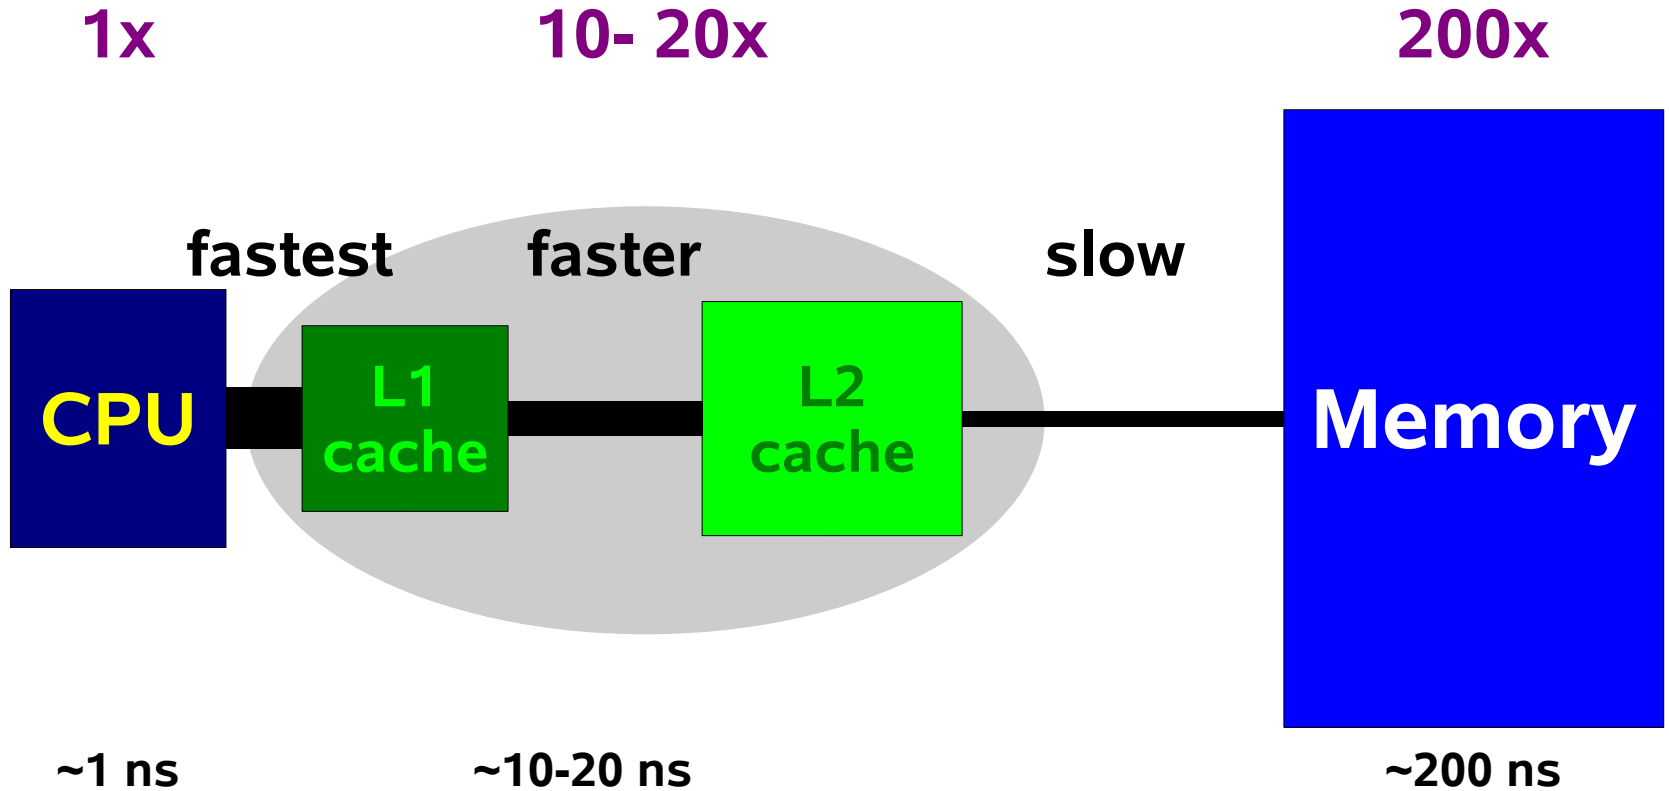 1x
10- 20x
200x
fastest
faster
slow
CPU
L1
cache
L2
cache
Memory
~1 ns
~10-20 ns
~200 ns